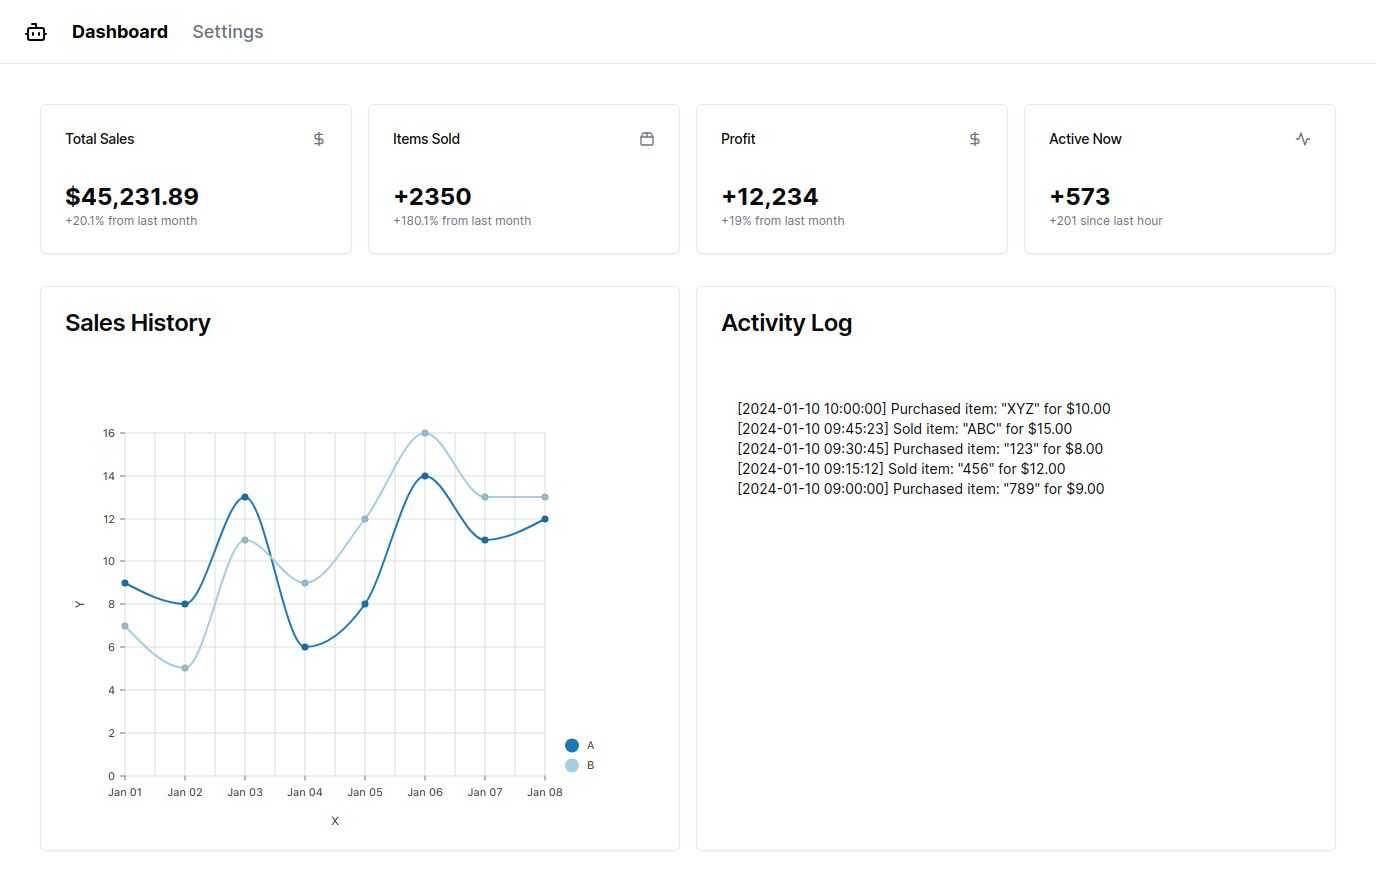 Dashboard Settings
Total Sales
$45,231.89
+20.1% from last month
Items Sold
+2350
+180.1% from last month
Profit
+12,234
+19% from last month
Active Now
+573
+201 since last hour
Sales History
16
14
12
10
8
6
4
2
0
Y
Jan 01 Jan 02 Jan 03 Jan 04 Jan 05 Jan 06 Jan 07 Jan 08
X
A
B
Activity Log
[2024-01-10 10:00:00] Purchased item: "XYZ" for $10.00
[2024-01-10 09:45:23] Sold item: "ABC" for $15.00
[2024-01-10 09:30:45] Purchased item: "123" for $8.00
[2024-01-10 09:15:12] Sold item: "456" for $12.00
[2024-01-10 09:00:00] Purchased item: "789" for $9.00